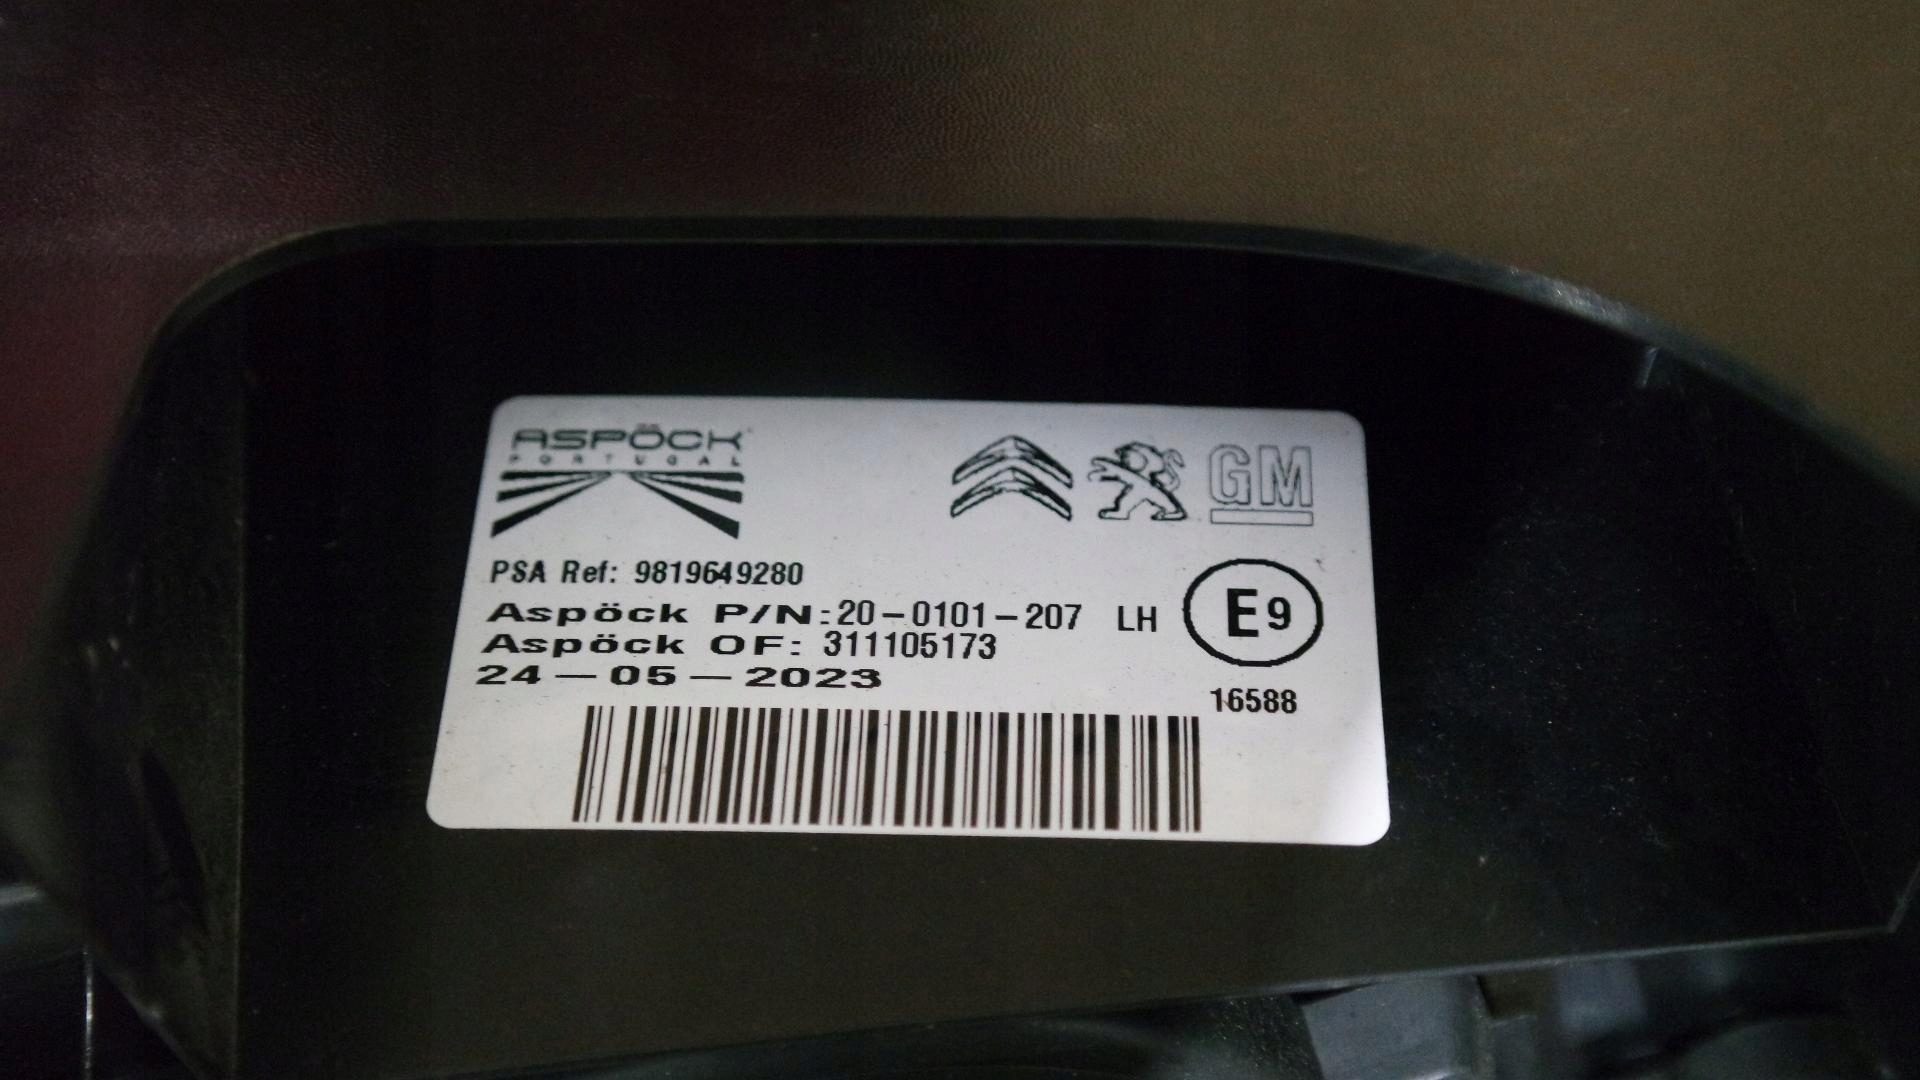 ASPÖCK
PORTUGAL
GM
PSA Ref: 9819649280
Aspöck P/N:20-0101-207 LH
E9
Aspöck OF: 311105173
24-05-2023
16588